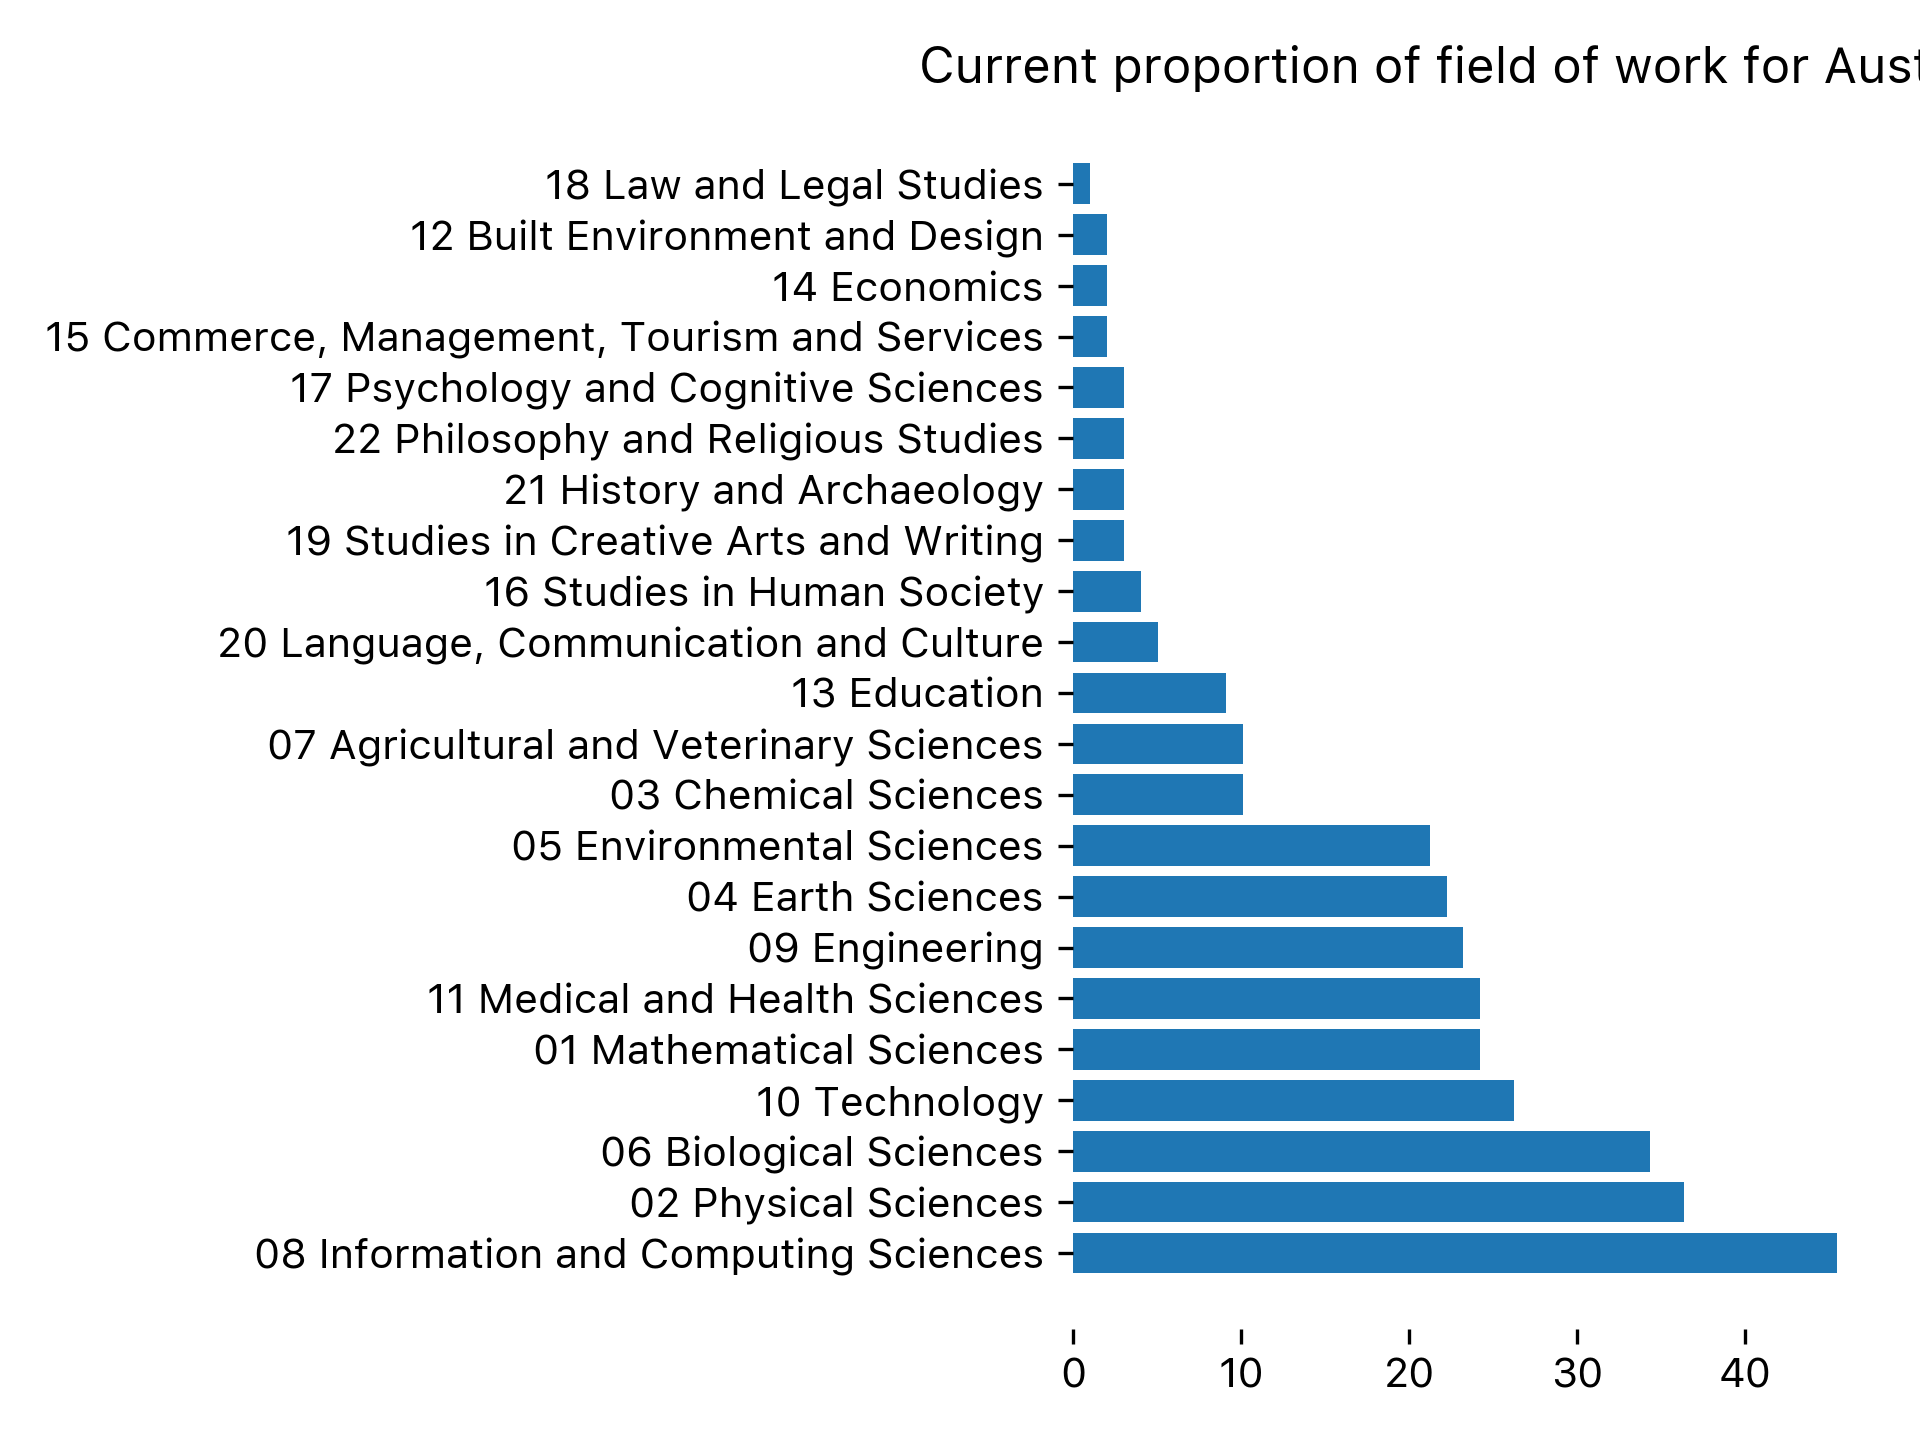 Current proportion of field of work for Aust
18 Law and Legal Studies
12 Built Environment and Design
14 Economics
15 Commerce, Management, Tourism and Services
17 Psychology and Cognitive Sciences
22 Philosophy and Religious Studies
21 History and Archaeology
19 Studies in Creative Arts and Writing
16 Studies in Human Society
20 Language, Communication and Culture
13 Education
07 Agricultural and Veterinary Sciences
03 Chemical Sciences
05 Environmental Sciences
04 Earth Sciences
09 Engineering
11 Medical and Health Sciences
01 Mathematical Sciences
10 Technology
06 Biological Sciences
02 Physical Sciences
08 Information and Computing Sciences
0 10 20 30 40